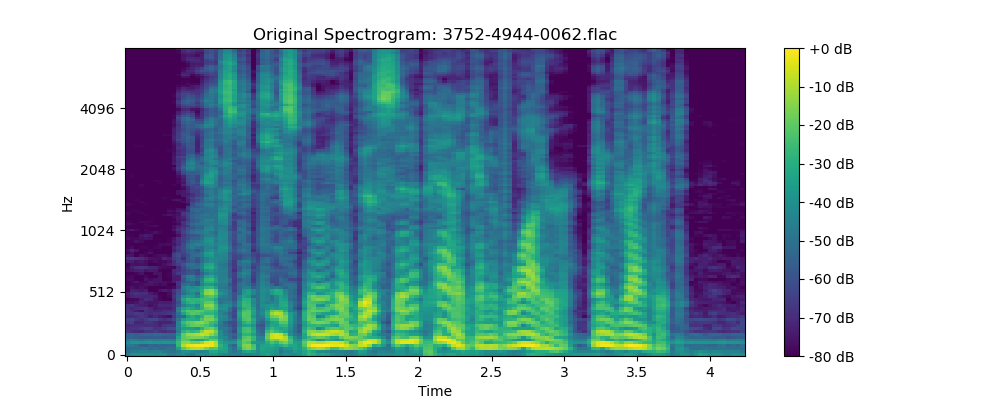 Original Spectrogram: 3752-4944-0062.flac
Hz
4096
2048
1024
512
0
0 0.5 1 1.5 2 2.5 3 3.5 4
Time
+0 dB
-10 dB
-20 dB
-30 dB
-40 dB
-50 dB
-60 dB
-70 dB
-80 dB